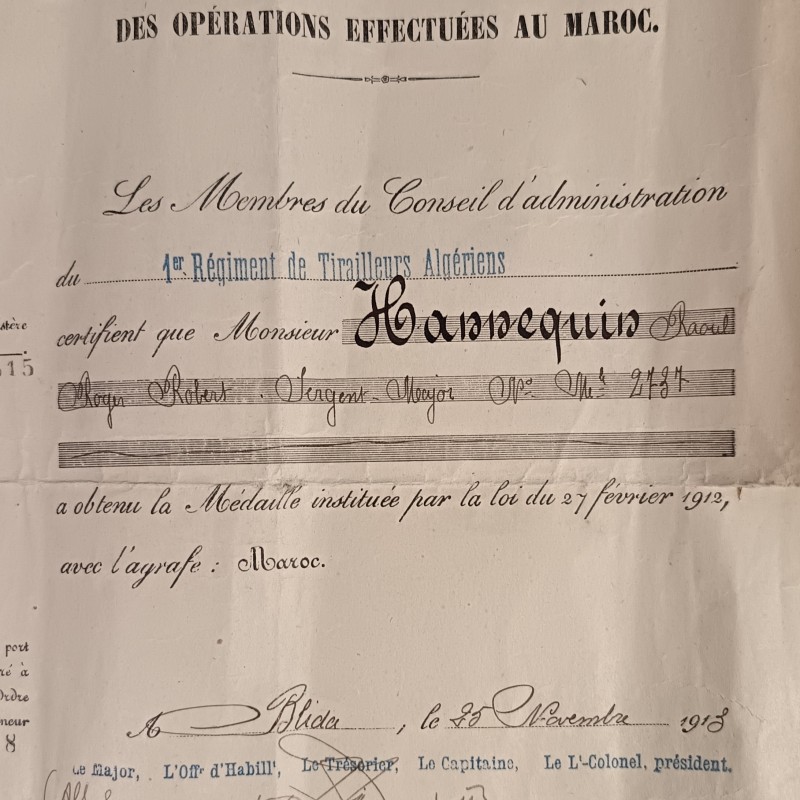 DES OPÉRATIONS EFFECTUÉES AU MAROC.
Les Membres du Conseil d'administration
du 1er Régiment de Tirailleurs Algériens
certifient que Monsieur Hannequin Raoul
Roger Robert. Sergent-Major No Mle 2737
a obtenu la Médaille instituée par la loi du 27 février 1912,
avec l'agrafe : Maroc.
A Blida, le 25 Novembre 1913
Le Major, L'Offr d'Habillt, Le Trésorier, Le Capitaine, Le Lt-Colonel, président.
15
port
à
8